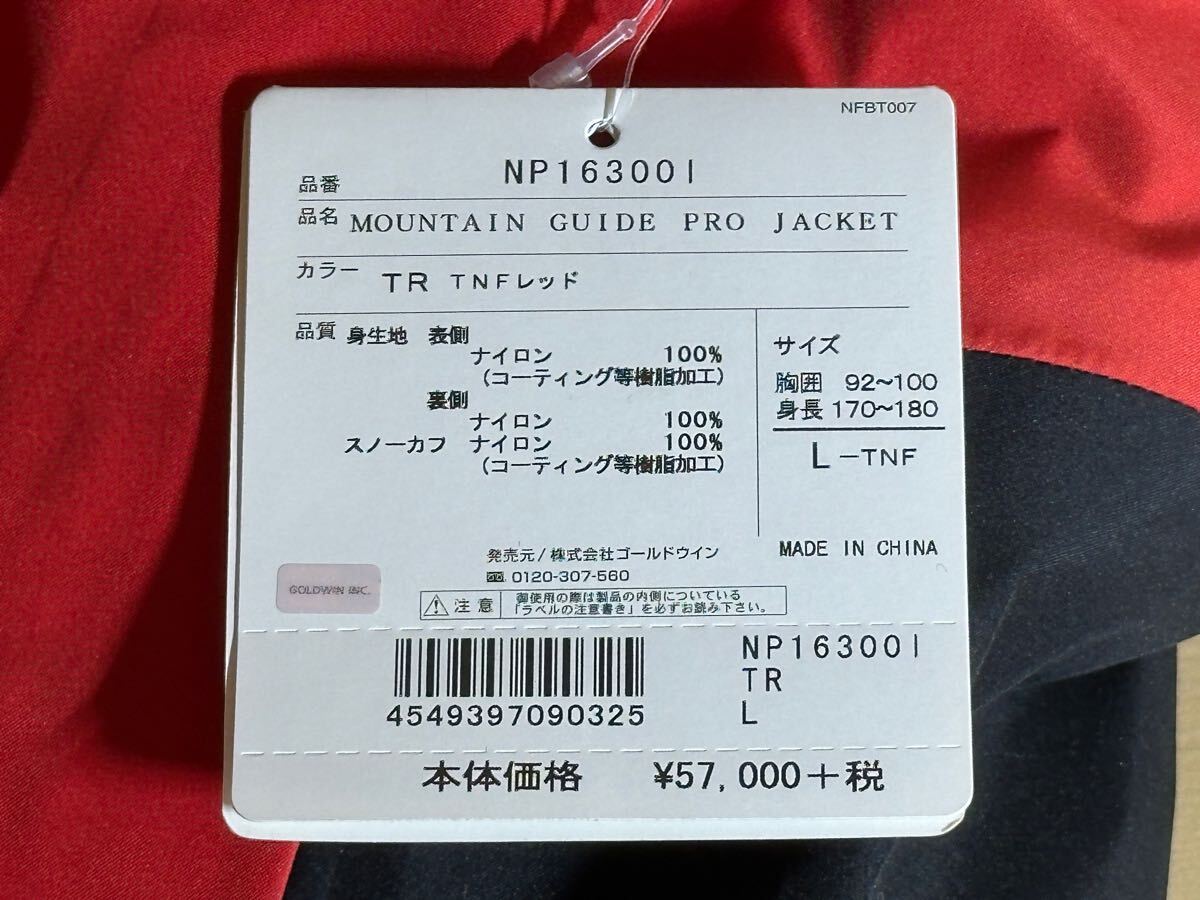 NFBT007
品番 NP16300I
品名 MOUNTAIN GUIDE PRO JACKET
カラー TR TNFレッド
品質 身生地 表側
ナイロン 100%
(コーティング等樹脂加工)
裏側
ナイロン 100%
スノーカフ ナイロン 100%
(コーティング等樹脂加工)
サイズ
胸囲 92~100
身長 170~180
L-TNF
MADE IN CHINA
発売元/株式会社ゴールドウイン
0120-307-560
GOLDWIN INC.
注意 御使用の際は製品の内側についている
「ラベルの注意書き」を必ずお読み下さい。
4549397090325
NP16300I
TR
L
本体価格 ¥57,000+税